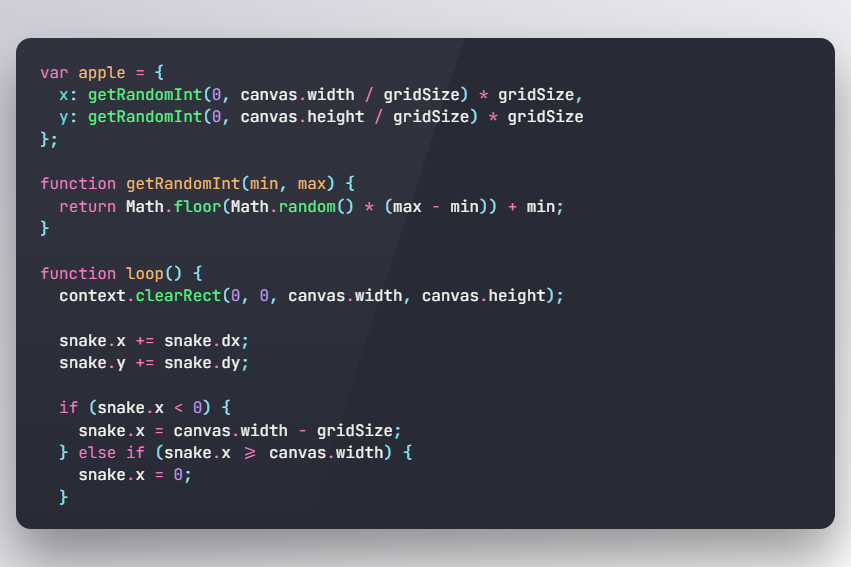 var apple = {
  x: getRandomInt(0, canvas.width / gridSize) * gridSize,
  y: getRandomInt(0, canvas.height / gridSize) * gridSize
};

function getRandomInt(min, max) {
  return Math.floor(Math.random() * (max - min)) + min;
}

function loop() {
  context.clearRect(0, 0, canvas.width, canvas.height);

  snake.x += snake.dx;
  snake.y += snake.dy;

  if (snake.x < 0) {
    snake.x = canvas.width - gridSize;
  } else if (snake.x >= canvas.width) {
    snake.x = 0;
  }